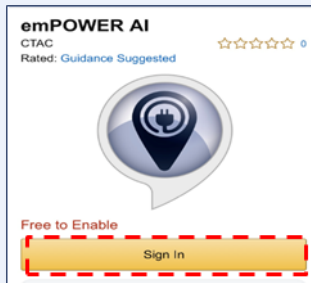 emPOWER AI
CTAC
0
Rated: Guidance Suggested
Free to Enable
Sign In